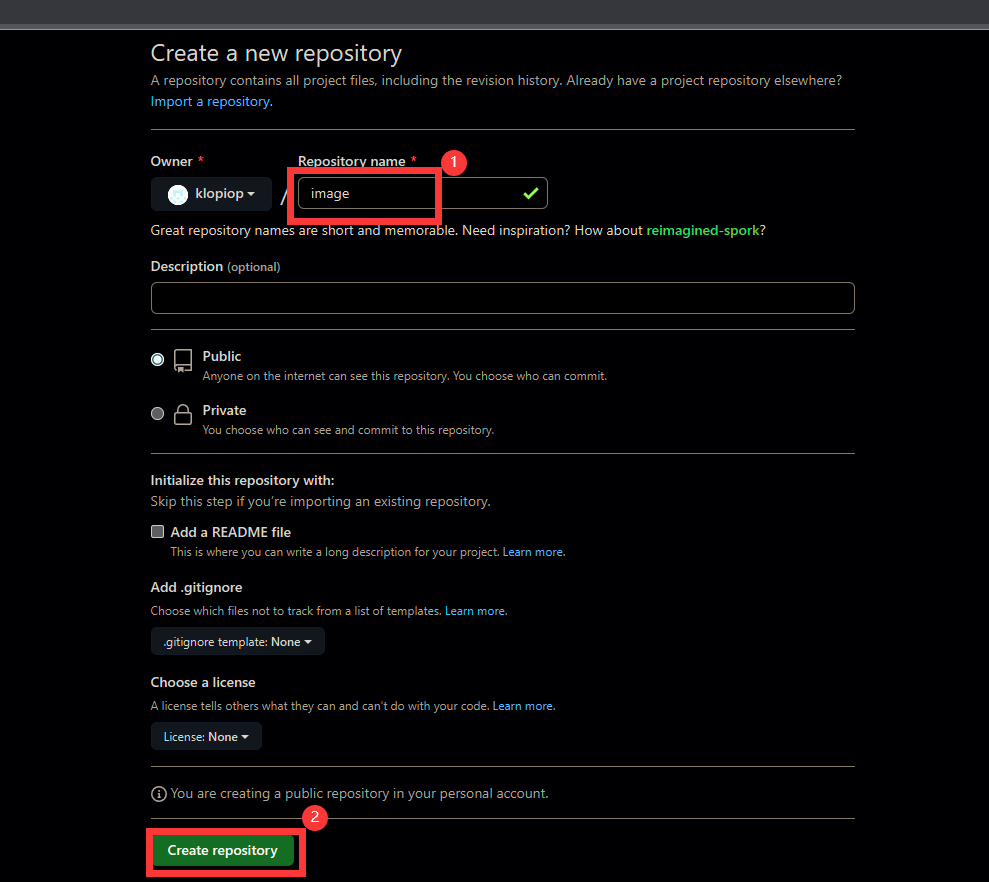 Create a new repository
A repository contains all project files, including the revision history. Already have a project repository elsewhere?
Import a repository.
Owner * Repository name * 1
klopiop / image
Great repository names are short and memorable. Need inspiration? How about reimagined-spork?
Description (optional)
Public
Anyone on the internet can see this repository. You choose who can commit.
Private
You choose who can see and commit to this repository.
Initialize this repository with:
Skip this step if you’re importing an existing repository.
Add a README file
This is where you can write a long description for your project. Learn more.
Add .gitignore
Choose which files not to track from a list of templates. Learn more.
.gitignore template: None
Choose a license
A license tells others what they can and can't do with your code. Learn more.
License: None
You are creating a public repository in your personal account.
2
Create repository